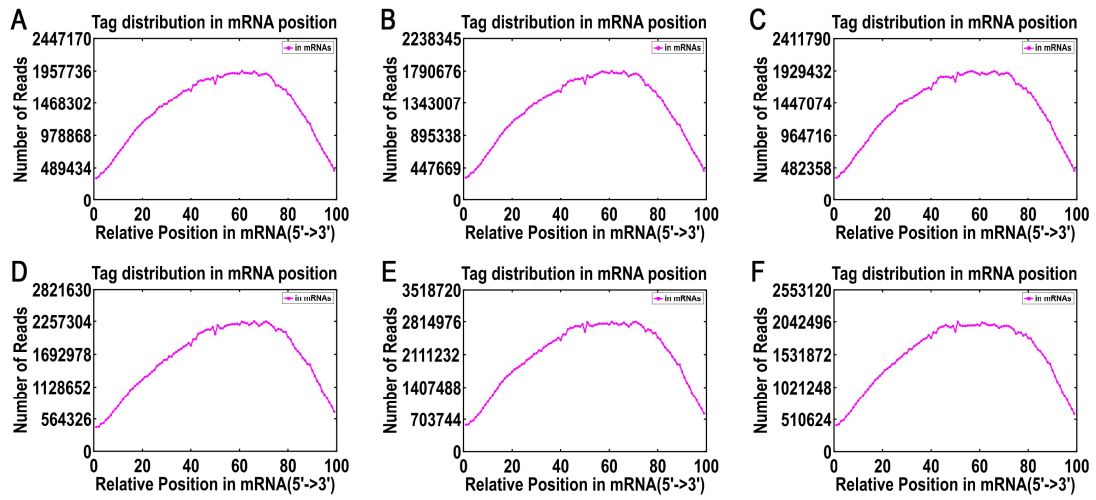 A
Tag distribution in mRNA position
2447170
1957736
1468302
978868
489434
0
Number of Reads
in mRNAs
0 20 40 60 80 100
Relative Position in mRNA(5'->3')
B
Tag distribution in mRNA position
2238345
1790676
1343007
895338
447669
0
Number of Reads
in mRNAs
0 20 40 60 80 100
Relative Position in mRNA(5'->3')
C
Tag distribution in mRNA position
2411790
1929432
1447074
964716
482358
0
Number of Reads
in mRNAs
0 20 40 60 80 100
Relative Position in mRNA(5'->3')
D
Tag distribution in mRNA position
2821630
2257304
1692978
1128652
564326
0
Number of Reads
in mRNAs
0 20 40 60 80 100
Relative Position in mRNA(5'->3')
E
Tag distribution in mRNA position
3518720
2814976
2111232
1407488
703744
0
Number of Reads
in mRNAs
0 20 40 60 80 100
Relative Position in mRNA(5'->3')
F
Tag distribution in mRNA position
2553120
2042496
1531872
1021248
510624
0
Number of Reads
in mRNAs
0 20 40 60 80 100
Relative Position in mRNA(5'->3')